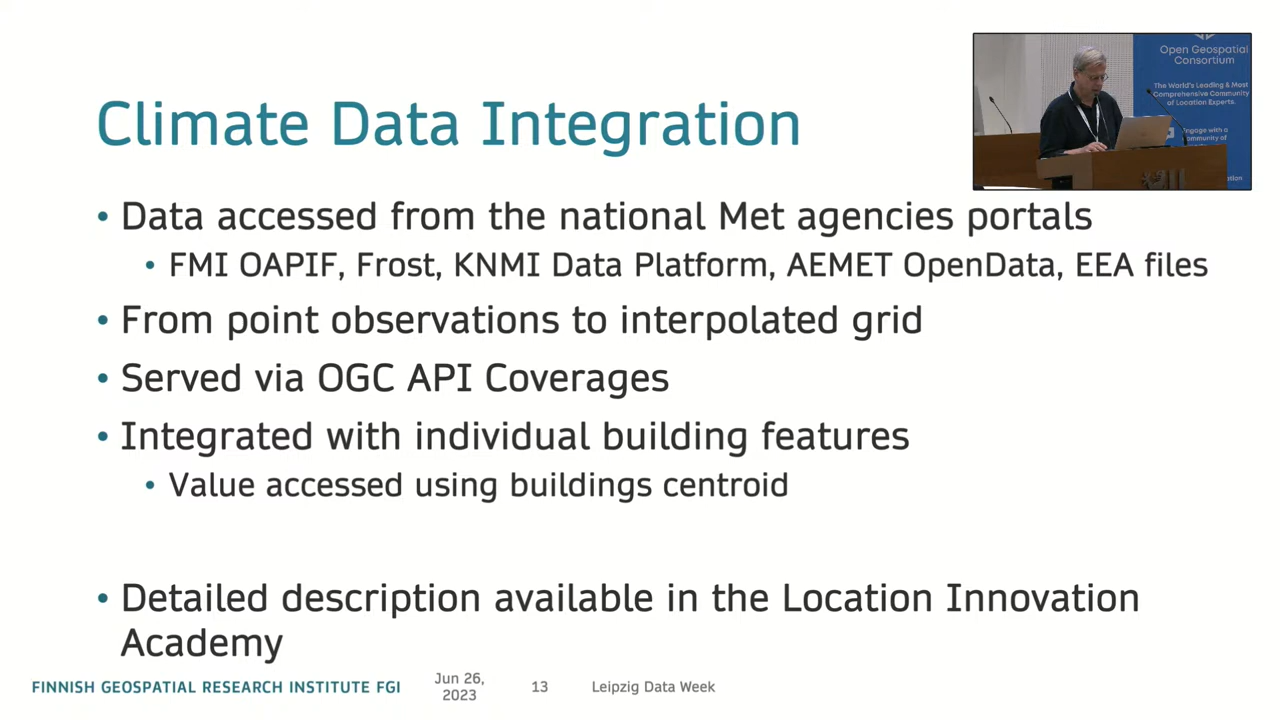 Climate Data Integration
Open Geospatial
Consortium
The World's Leading & Most
Comprehensive Community
of Location Experts.
Engage with a
• Data accessed from the national Met agencies portals
• FMI OAPIF, Frost, KNMI Data Platform, AEMET OpenData, EEA files
• From point observations to interpolated grid
• Served via OGC API Coverages
• Integrated with individual building features
• Value accessed using buildings centroid
• Detailed description available in the Location Innovation
Academy
FINNISH GEOSPATIAL RESEARCH INSTITUTE FGI
Jun 26,
2023
13
Leipzig Data Week